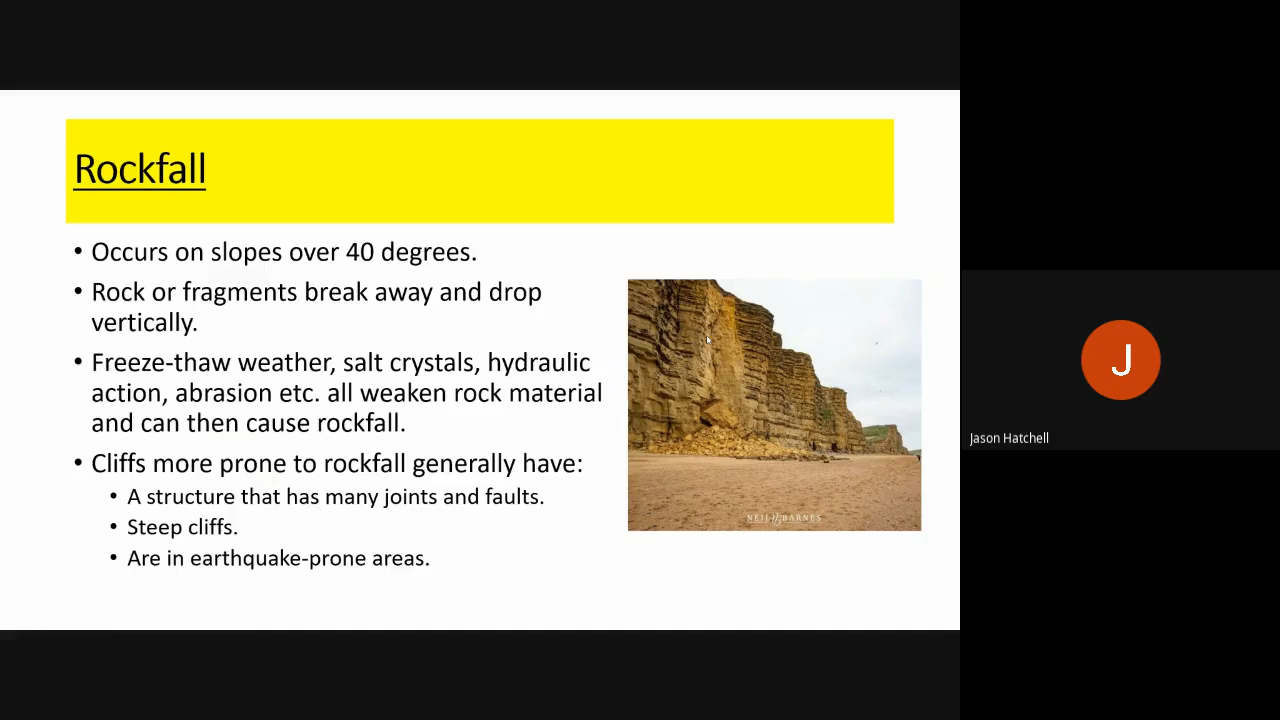 Rockfall
• Occurs on slopes over 40 degrees.
• Rock or fragments break away and drop
vertically.
• Freeze-thaw weather, salt crystals, hydraulic
action, abrasion etc. all weaken rock material
and can then cause rockfall.
• Cliffs more prone to rockfall generally have:
• A structure that has many joints and faults.
• Steep cliffs.
• Are in earthquake-prone areas.
NEIL BARNES
J
Jason Hatchell